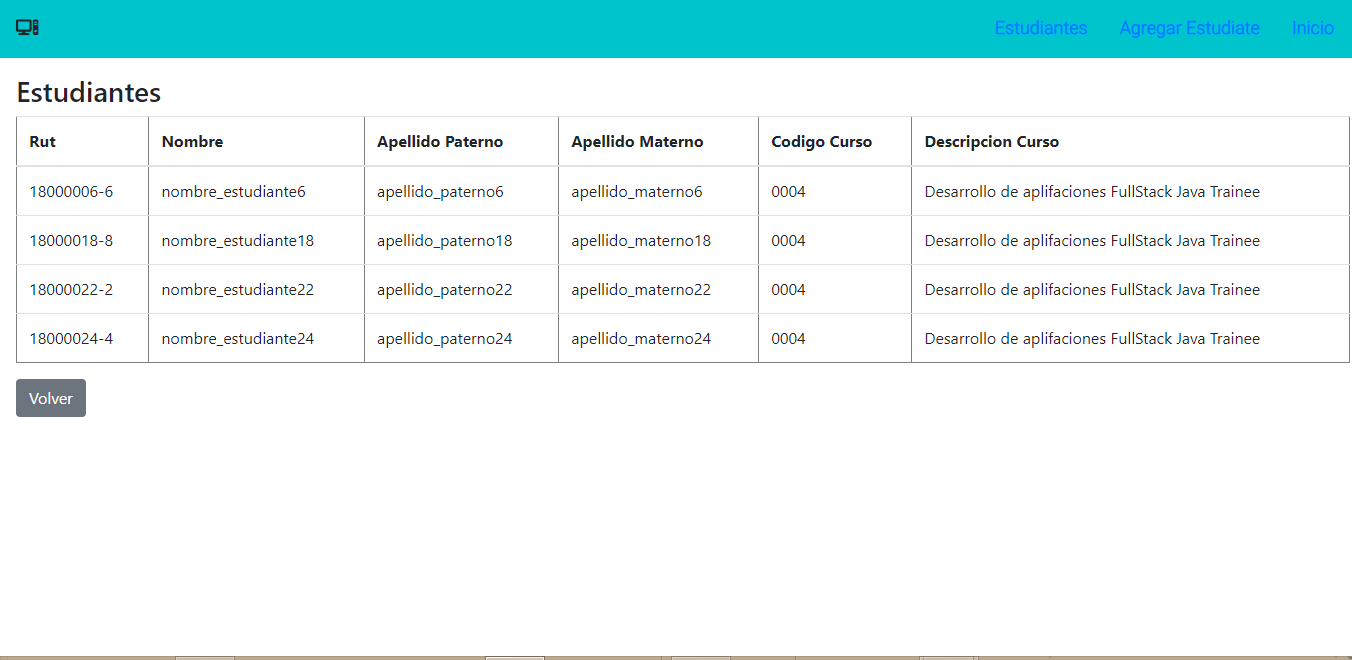 Estudiantes Agregar Estudiate Inicio
Estudiantes
Rut Nombre Apellido Paterno Apellido Materno Codigo Curso Descripcion Curso
18000006-6 nombre_estudiante6 apellido_paterno6 apellido_materno6 0004 Desarrollo de aplifaciones FullStack Java Trainee
18000018-8 nombre_estudiante18 apellido_paterno18 apellido_materno18 0004 Desarrollo de aplifaciones FullStack Java Trainee
18000022-2 nombre_estudiante22 apellido_paterno22 apellido_materno22 0004 Desarrollo de aplifaciones FullStack Java Trainee
18000024-4 nombre_estudiante24 apellido_paterno24 apellido_materno24 0004 Desarrollo de aplifaciones FullStack Java Trainee
Volver